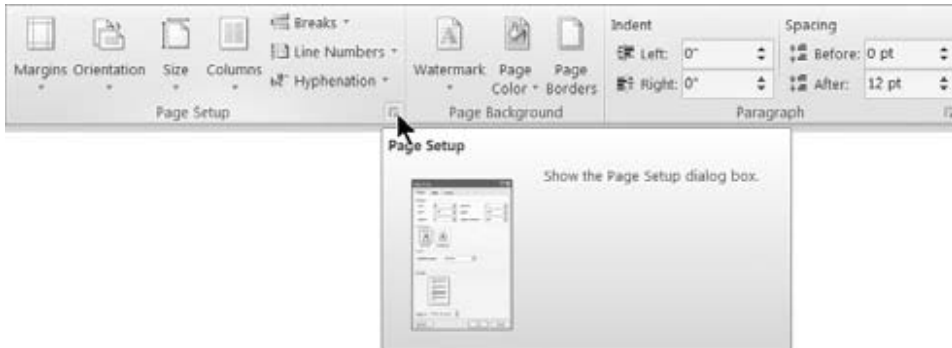 Breaks
Line Numbers
Hyphenation
Margins Orientation Size Columns
Page Setup
Watermark Page Color Page Borders
Page Background
Indent
Left: 0"
Right: 0"
Spacing
Before: 0 pt
After: 12 pt
Paragraph
Page Setup
Show the Page Setup dialog box.